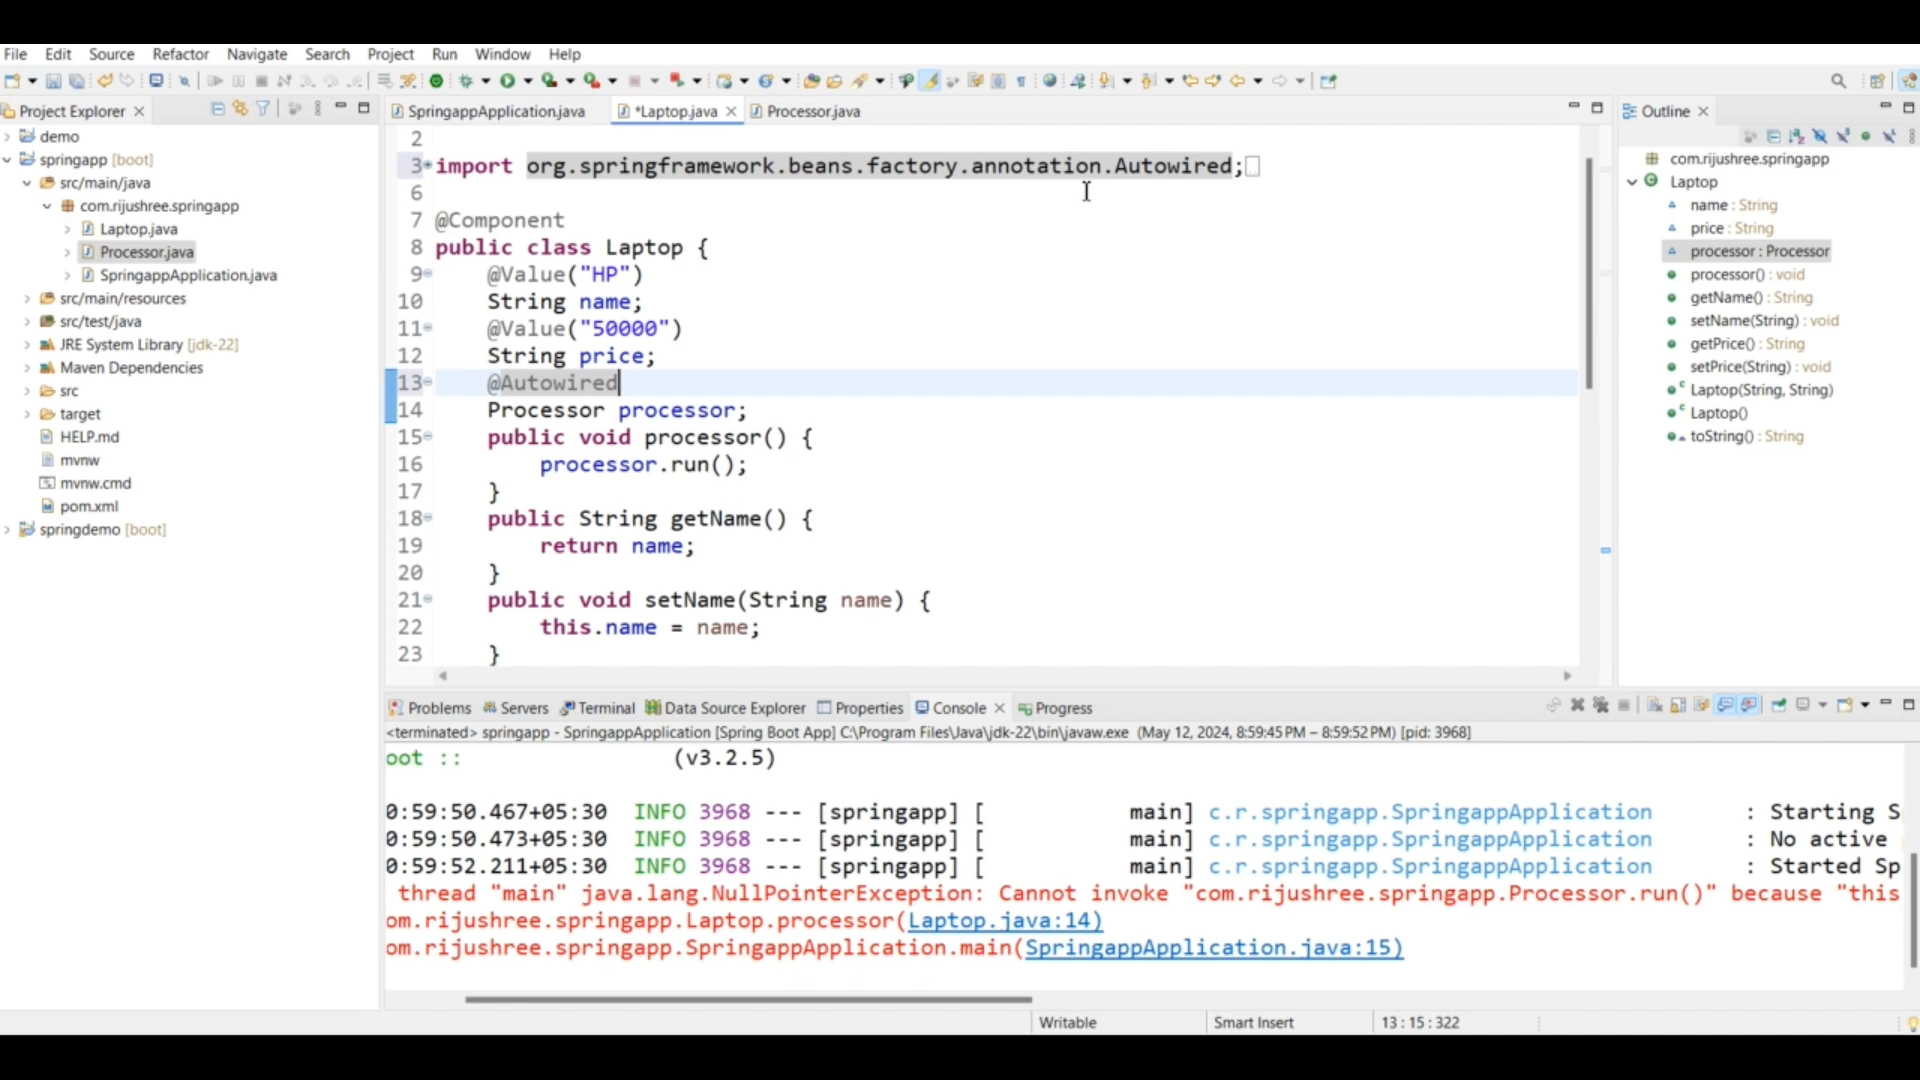 File Edit Source Refactor Navigate Search Project Run Window Help
Project Explorer
demo
springapp [boot]
src/main/java
com.rijushree.springapp
Laptop.java
Processor.java
SpringappApplication.java
src/main/resources
src/test/java
JRE System Library [jdk-22]
Maven Dependencies
src
target
HELP.md
mvnw
mvnw.cmd
pom.xml
springdemo [boot]
SpringappApplication.java *Laptop.java Processor.java
2
3 import org.springframework.beans.factory.annotation.Autowired;
6
7 @Component
8 public class Laptop {
9 @Value("HP")
10 String name;
11 @Value("50000")
12 String price;
13 @Autowired
14 Processor processor;
15 public void processor() {
16 processor.run();
17 }
18 public String getName() {
19 return name;
20 }
21 public void setName(String name) {
22 this.name = name;
23 }
Outline
com.rijushree.springapp
Laptop
name : String
price : String
processor : Processor
processor() : void
getName() : String
setName(String) : void
getPrice() : String
setPrice(String) : void
Laptop(String, String)
Laptop()
toString() : String
Problems Servers Terminal Data Source Explorer Properties Console Progress
<terminated> springapp - SpringappApplication [Spring Boot App] C:\Program Files\Java\jdk-22\bin\javaw.exe (May 12, 2024, 8:59:45 PM – 8:59:52 PM) [pid: 3968]
oot :: (v3.2.5)
0:59:50.467+05:30 INFO 3968 --- [springapp] [ main] c.r.springapp.SpringappApplication : Starting S
0:59:50.473+05:30 INFO 3968 --- [springapp] [ main] c.r.springapp.SpringappApplication : No active
0:59:52.211+05:30 INFO 3968 --- [springapp] [ main] c.r.springapp.SpringappApplication : Started Sp
thread "main" java.lang.NullPointerException: Cannot invoke "com.rijushree.springapp.Processor.run()" because "this
om.rijushree.springapp.Laptop.processor(Laptop.java:14)
om.rijushree.springapp.SpringappApplication.main(SpringappApplication.java:15)
Writable Smart Insert 13 : 15 : 322